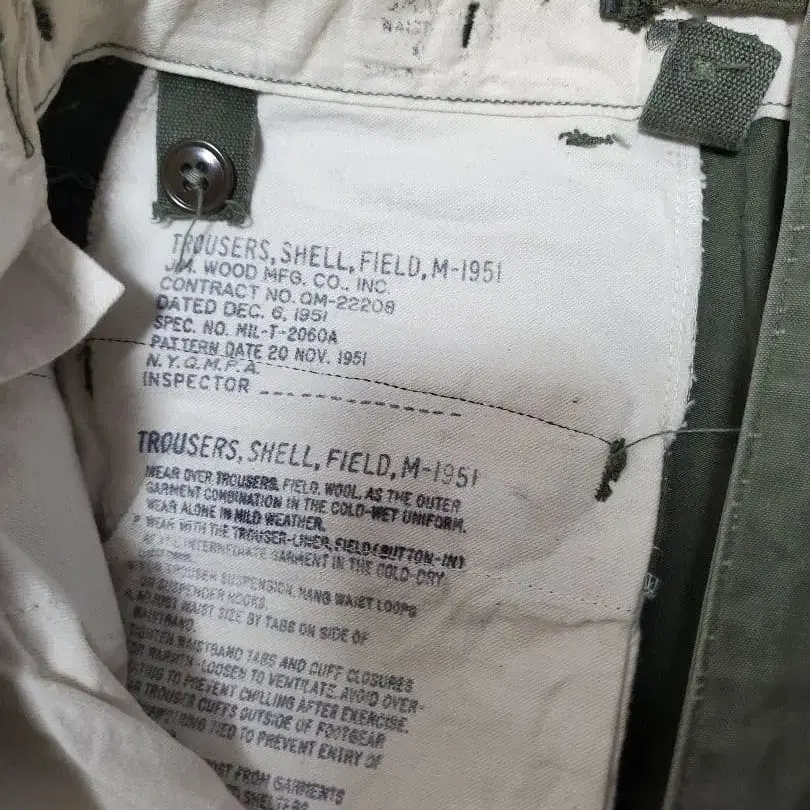 TROUSERS, SHELL, FIELD, M-1951
J.M. WOOD MFG. CO., INC.
CONTRACT NO. QM-22209
DATED DEC. 6, 1951
SPEC. NO. MIL-T-2060A
PATTERN DATE 20 NOV. 1951
N.Y.Q.M.P.A.
INSPECTOR
TROUSERS, SHELL, FIELD, M-1951
WEAR OVER TROUSERS, FIELD, WOOL, AS THE OUTER
GARMENT COMBINATION IN THE COLD-WET UNIFORM.
WEAR ALONE IN MILD WEATHER.
WEAR WITH THE TROUSER-LINER, FIELD (BUTTON-IN)
INTERMEDIATE GARMENT IN THE COLD-DRY
TROUSER SUSPENSION, HANG WAIST LOOPS
SUSPENDER HOOKS.
ADJUST WAIST SIZE BY TABS ON SIDE OF
WAISTBAND.
TIGHTEN WAISTBAND TABS AND CUFF CLOSURES
LOOSEN TO VENTILATE. AVOID OVER-
TO PREVENT CHILLING AFTER EXERCISE.
TROUSER CUFFS OUTSIDE OF FOOTGEAR
TIED TO PREVENT ENTRY OF
FROM GARMENTS
SHELTERS